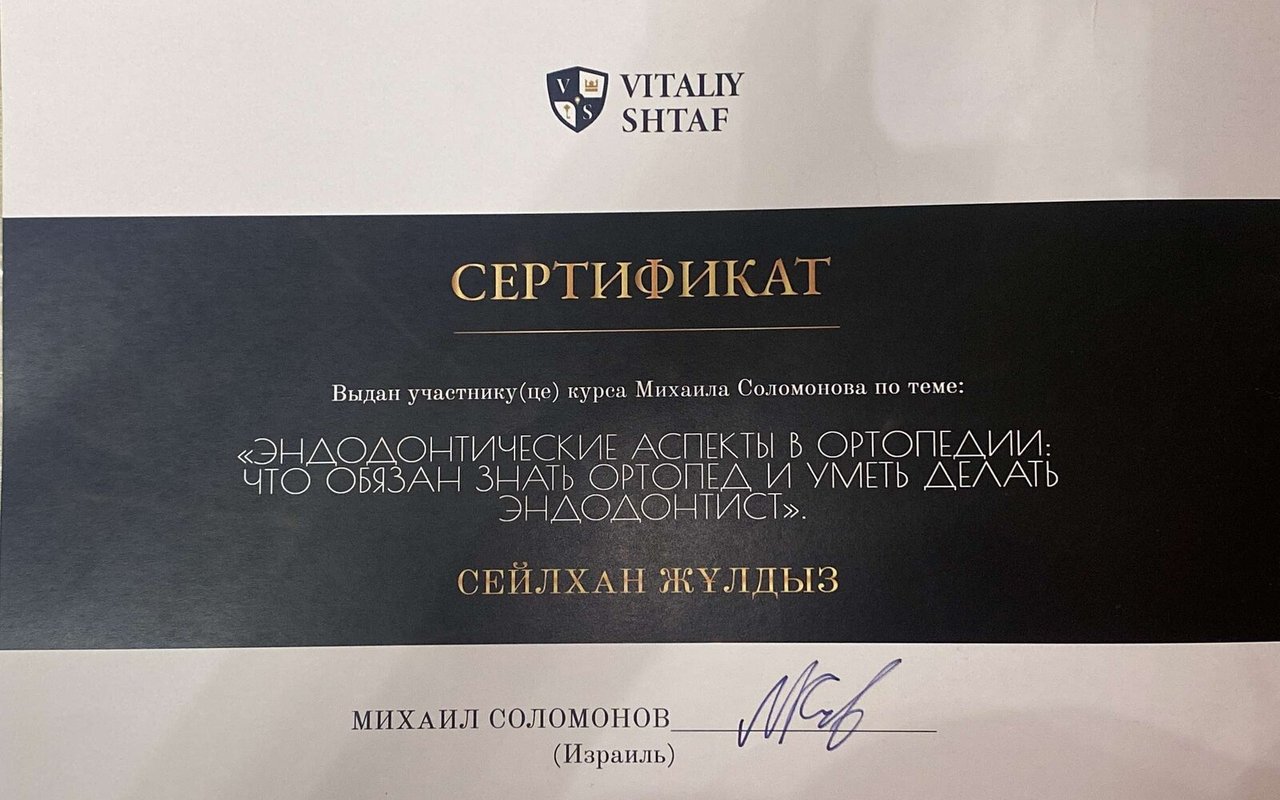 V
S
VITALIY
SHTAF
СЕРТИФИКАТ
Выдан участнику(це) курса Михаила Соломонова по теме:
«ЭНДОДОНТИЧЕСКИЕ АСПЕКТЫ В ОРТОПЕДИИ:
ЧТО ОБЯЗАН ЗНАТЬ ОРТОПЕД И УМЕТЬ ДЕЛАТЬ
ЭНДОДОНТИСТ».
СЕЙЛХАН ЖҰЛДЫЗ
МИХАИЛ СОЛОМОНОВ
(Израиль)